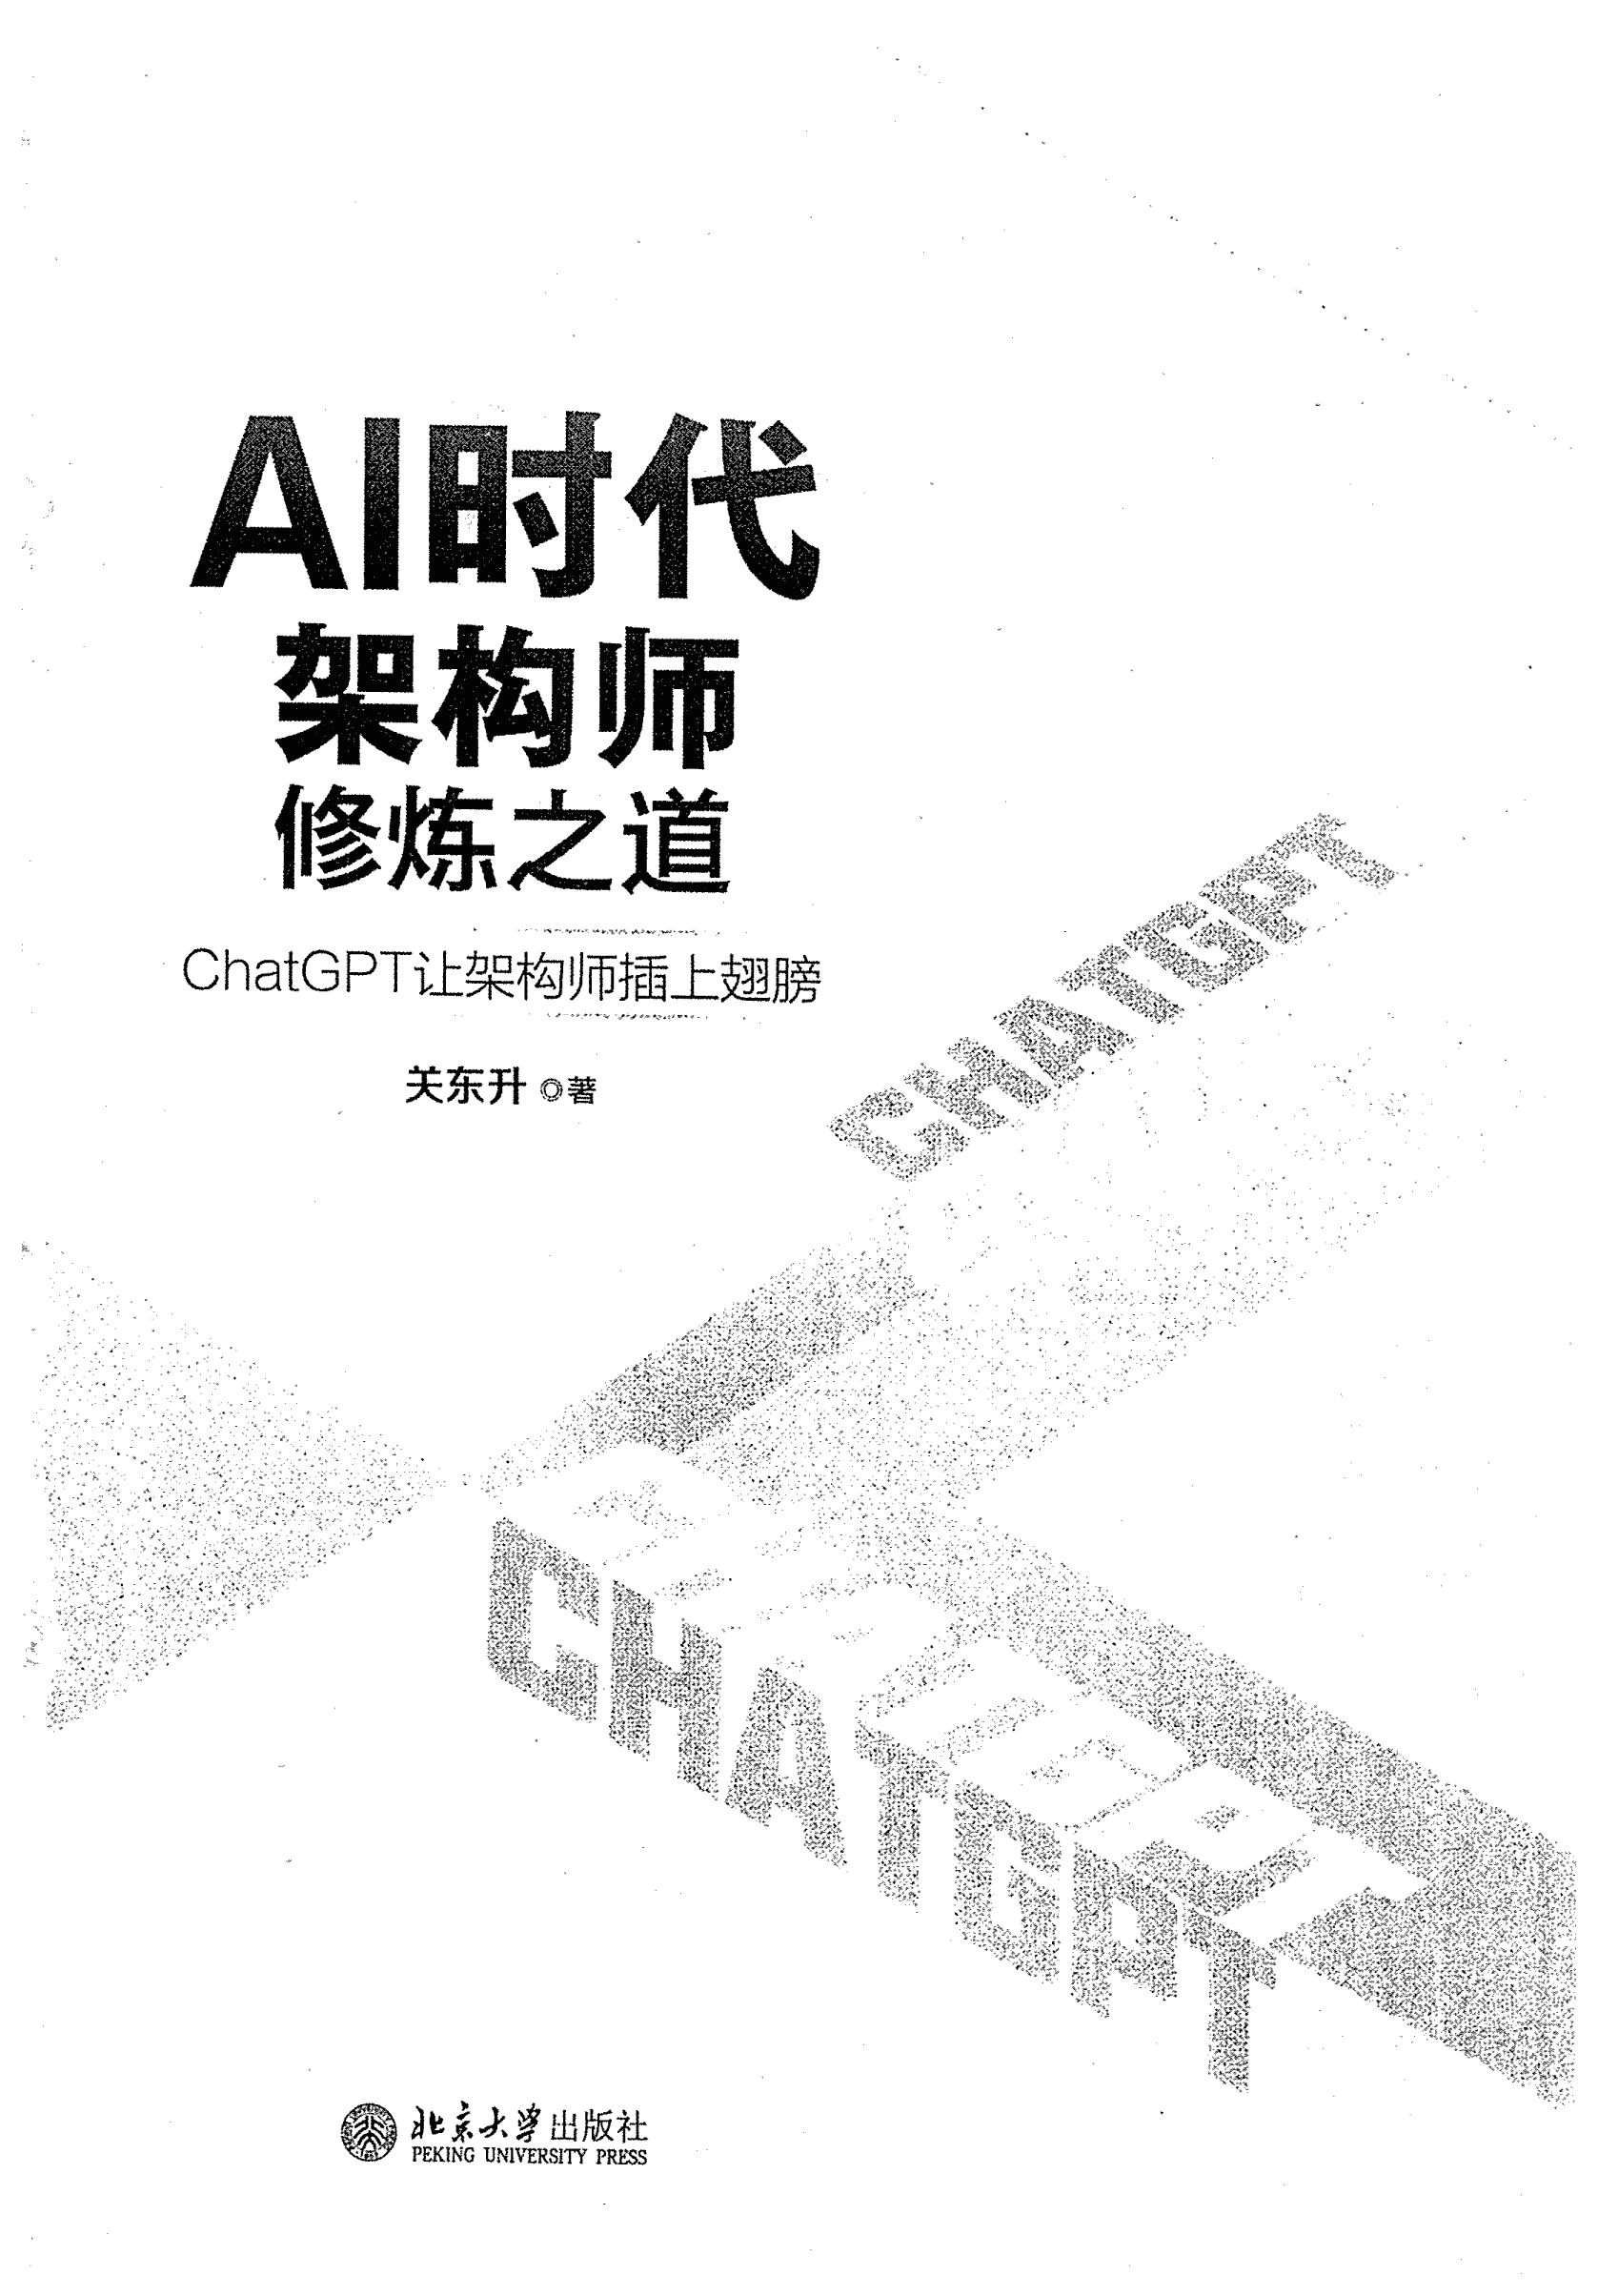 AI时代
架构师
修炼之道
ChatGPT让架构师插上翅膀
关东升 ◎著
CHATGPT
CHATGPT
北京大学出版社
PEKING UNIVERSITY PRESS